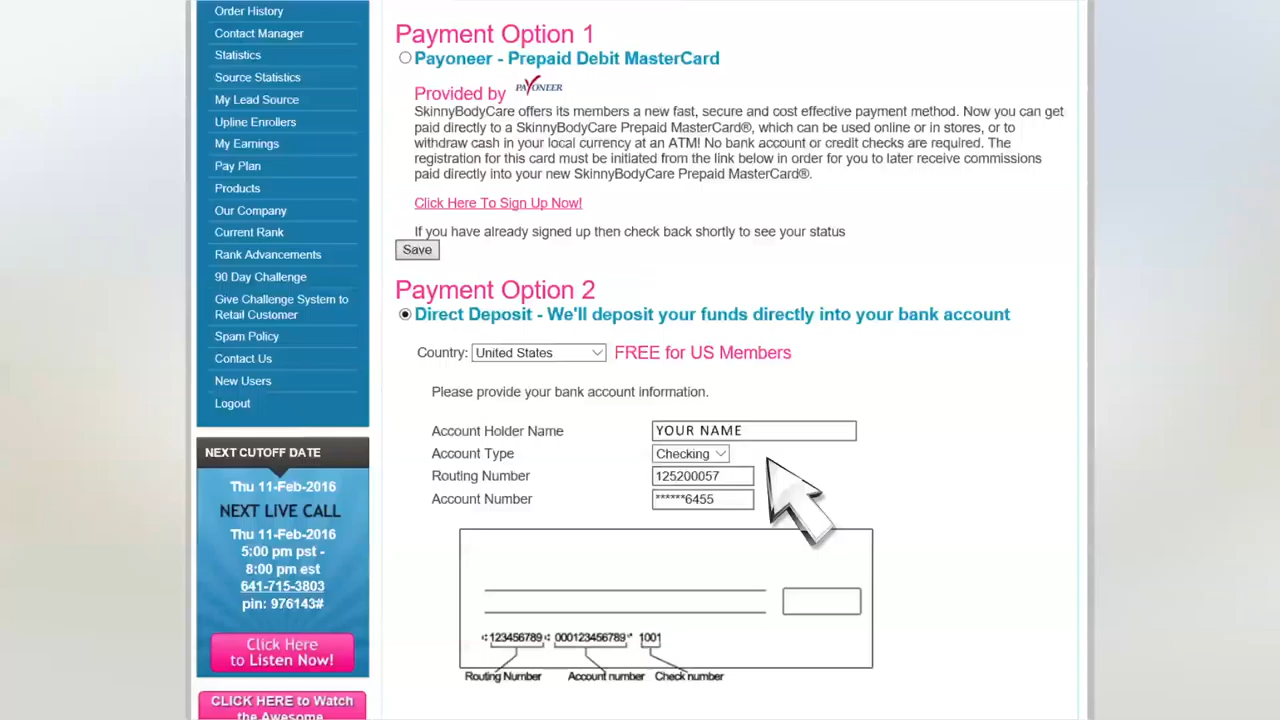 Order History
Contact Manager
Statistics
Source Statistics
My Lead Source
Upline Enrollers
My Earnings
Pay Plan
Products
Our Company
Current Rank
Rank Advancements
90 Day Challenge
Give Challenge System to
Retail Customer
Spam Policy
Contact Us
New Users
Logout
NEXT CUTOFF DATE
Thu 11-Feb-2016
NEXT LIVE CALL
Thu 11-Feb-2016
5:00 pm pst -
8:00 pm est
641-715-3803
pin: 976143#
Click Here
to Listen Now!
CLICK HERE to Watch
the Awesome
Payment Option 1
Payoneer - Prepaid Debit MasterCard
Provided by PAYONEER
SkinnyBodyCare offers its members a new fast, secure and cost effective payment method. Now you can get
paid directly to a SkinnyBodyCare Prepaid MasterCard®, which can be used online or in stores, or to
withdraw cash in your local currency at an ATM! No bank account or credit checks are required. The
registration for this card must be initiated from the link below in order for you to later receive commissions
paid directly into your new SkinnyBodyCare Prepaid MasterCard®.
Click Here To Sign Up Now!
If you have already signed up then check back shortly to see your status
Save
Payment Option 2
Direct Deposit - We'll deposit your funds directly into your bank account
Country: United States FREE for US Members
Please provide your bank account information.
Account Holder Name YOUR NAME
Account Type Checking
Routing Number 125200057
Account Number ******6455
⑆123456789⑆ 000123456789⑈ 1001
Routing Number Account number Check number